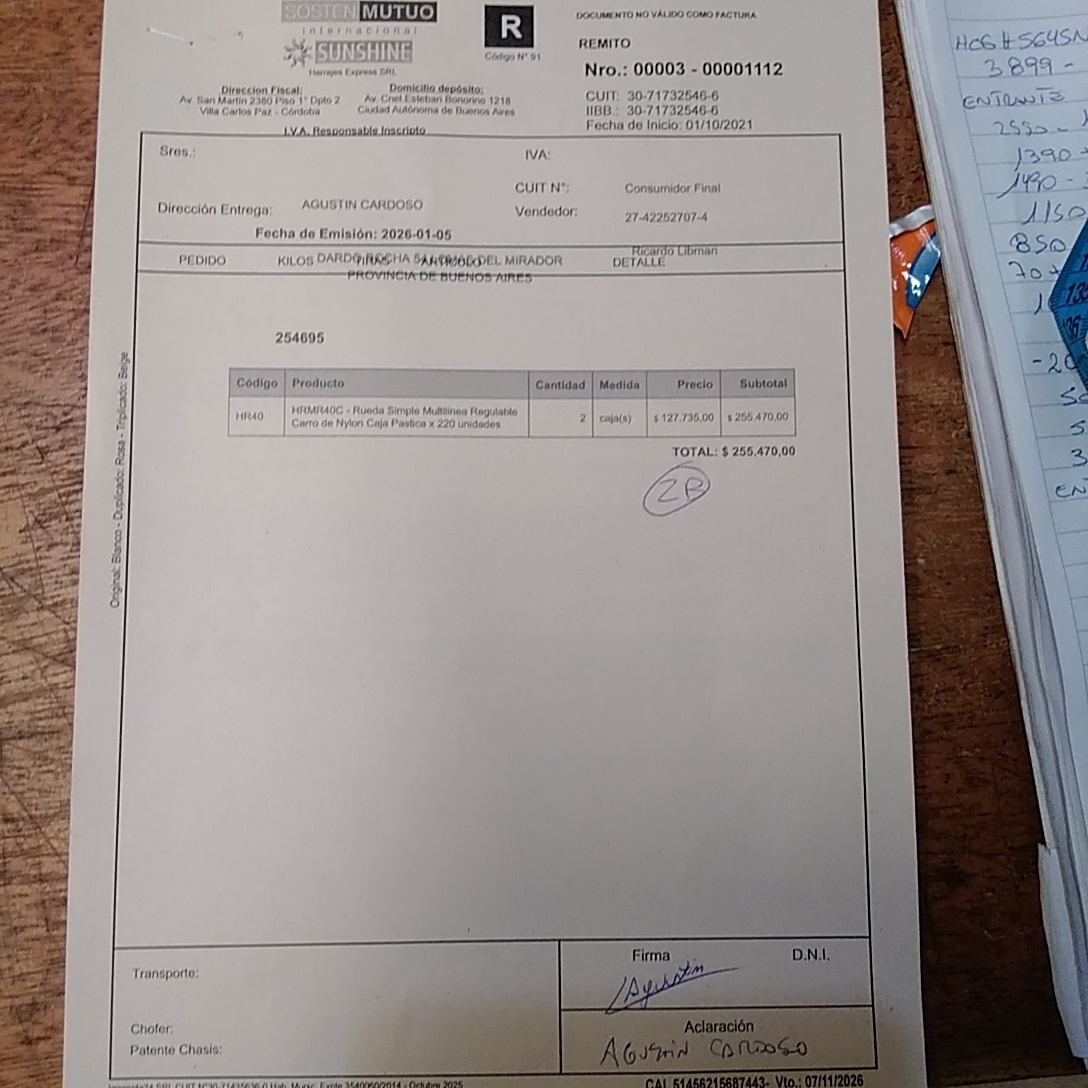 SOSTEN MUTUO
internacional
SUNSHINE
Herrajes Express SRL
R
Código N° 91
DOCUMENTO NO VÁLIDO COMO FACTURA
REMITO
Nro.: 00003 - 00001112
CUIT: 30-71732546-6
IIBB.: 30-71732546-6
Fecha de Inicio: 01/10/2021
Direccion Fiscal:
Av. San Martin 2380 Piso 1° Dpto 2
Villa Carlos Paz - Córdoba
Domicilio depósito:
Av. Cnel Esteban Bonorino 1218
Ciudad Autónoma de Buenos Aires
I.V.A. Responsable Inscripto
Sres.:
IVA:
CUIT N°:
Consumidor Final
Dirección Entrega:
AGUSTIN CARDOSO
Vendedor:
27-42252707-4
Fecha de Emisión: 2026-01-05
Ricardo Libman
PEDIDO KILOS ARTICULO DETALLE
DARDO ROCHA DEL MIRADOR
PROVINCIA DE BUENOS AIRES
254695
Código Producto Cantidad Medida Precio Subtotal
HR40 HRMR40C - Rueda Simple Multilinea Regulable Carro de Nylon Caja Pastica x 220 unidades 2 caja(s) $ 127.735,00 $ 255.470,00
TOTAL: $ 255.470,00
2B
Original: Blanco - Duplicado: Rosa - Triplicado: Beige
Transporte:
Chofer:
Patente Chasis:
Firma
D.N.I.
Agustin
Aclaración
AGUSTIN CARDOSO
CAI. 51456215687443- Vto.: 07/11/2026
3899 -
ENTRANTE
1390
1490 -
1150
850
70